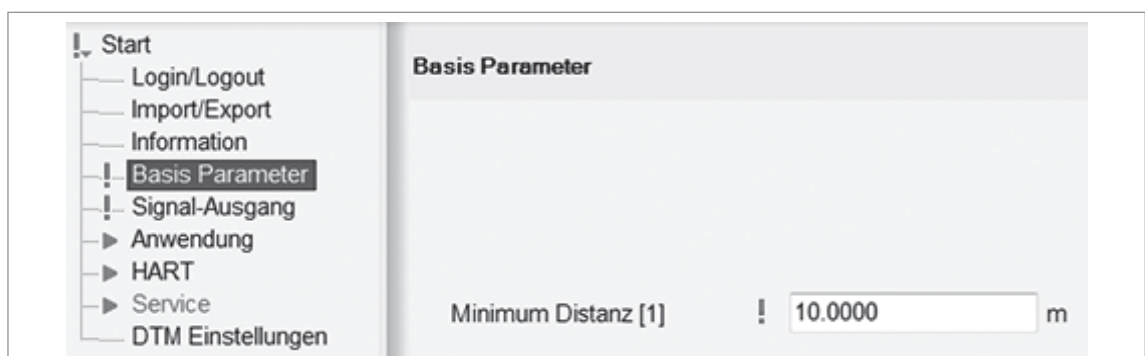 Start
Login/Logout
Import/Export
Information
! Basis Parameter
! Signal-Ausgang
Anwendung
HART
Service
DTM Einstellungen
Basis Parameter
Minimum Distanz [1] ! 10.0000 m